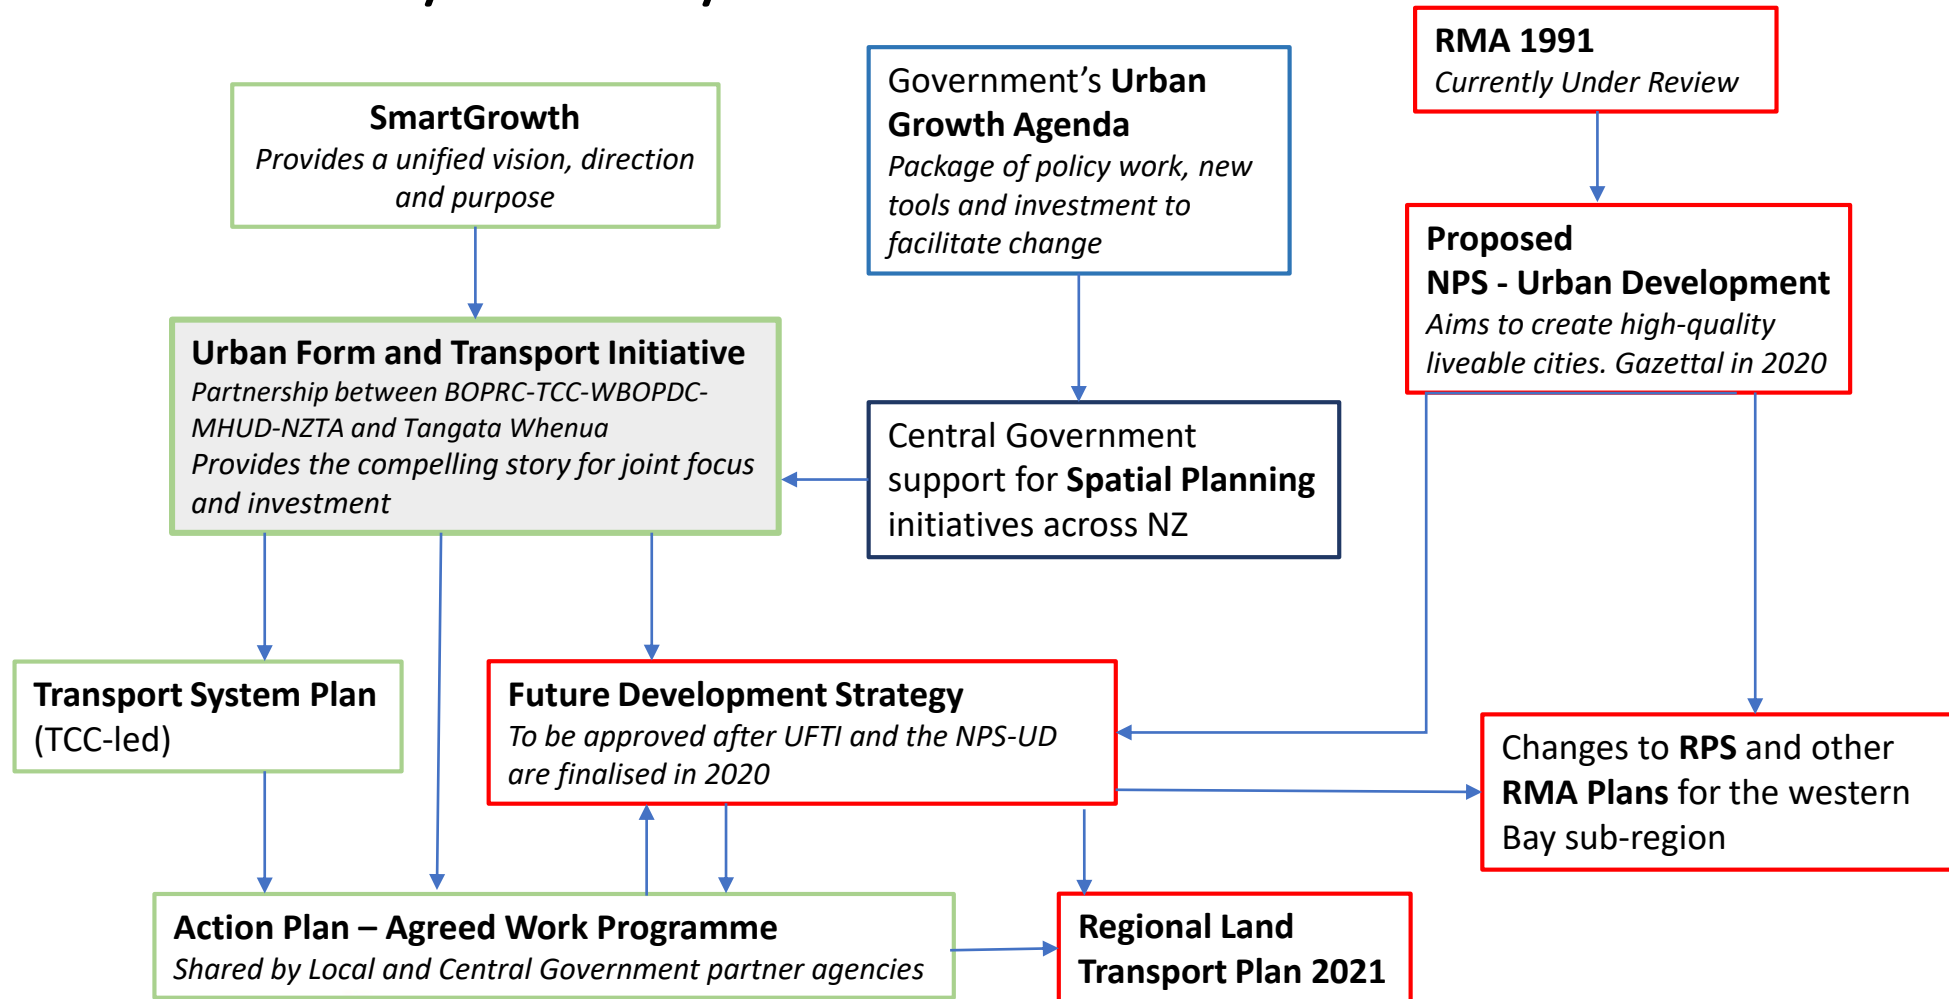 RMA 1991
Currently Under Review
SmartGrowth
Provides a unified vision, direction
and purpose
Government’s Urban
Growth Agenda
Package of policy work, new
tools and investment to
facilitate change
Proposed
NPS - Urban Development
Aims to create high-quality
liveable cities. Gazettal in 2020
Urban Form and Transport Initiative
Partnership between BOPRC-TCC-WBOPDC-
MHUD-NZTA and Tangata Whenua
Provides the compelling story for joint focus
and investment
Central Government
support for Spatial Planning
initiatives across NZ
Transport System Plan
(TCC-led)
Future Development Strategy
To be approved after UFTI and the NPS-UD
are finalised in 2020
Changes to RPS and other
RMA Plans for the western
Bay sub-region
Action Plan – Agreed Work Programme
Shared by Local and Central Government partner agencies
Regional Land
Transport Plan 2021